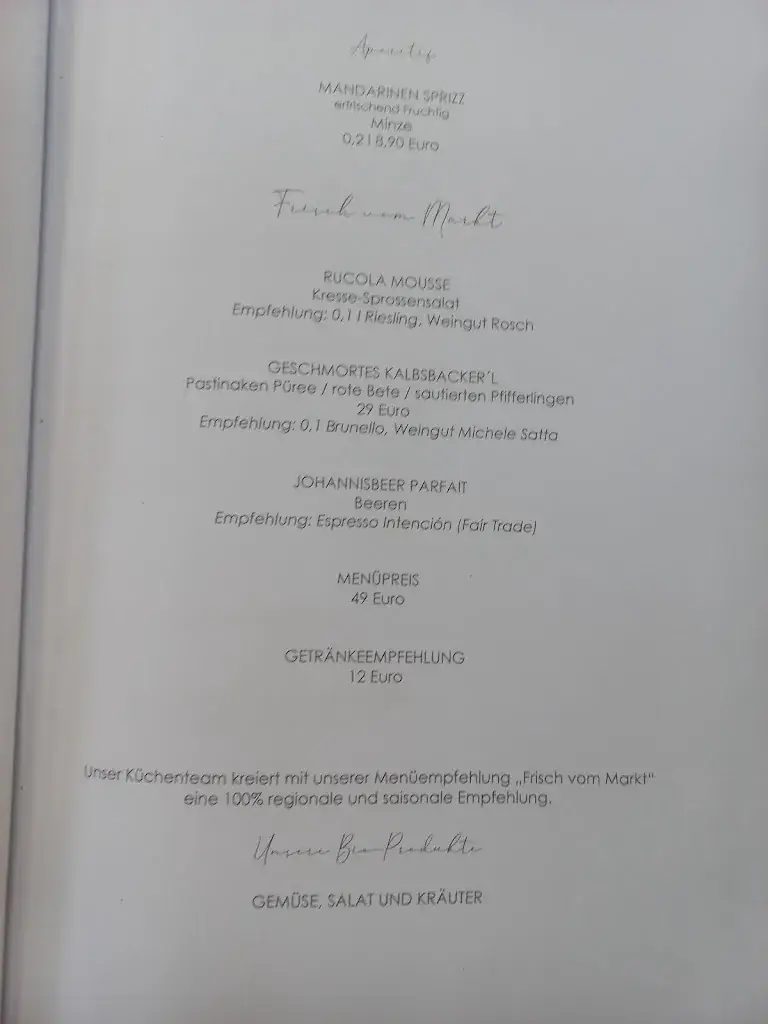 Aperitif
MANDARINEN SPRIZZ
erfrischend Fruchtig
Minze
0,2 l 8,90 Euro
Frisch vom Markt
RUCOLA MOUSSE
Kresse-Sprossensalat
Empfehlung: 0,1 l Riesling, Weingut Rosch
GESCHMORTES KALBSBACKER´L
Pastinaken Püree / rote Bete / sautierten Pfifferlingen
29 Euro
Empfehlung: 0,1 Brunello, Weingut Michele Satta
JOHANNISBEER PARFAIT
Beeren
Empfehlung: Espresso Intención (Fair Trade)
MENÜPREIS
49 Euro
GETRÄNKEEMPFEHLUNG
12 Euro
Unser Küchenteam kreiert mit unserer Menüempfehlung „Frisch vom Markt“
eine 100% regionale und saisonale Empfehlung.
Unsere Bio-Produkte
GEMÜSE, SALAT UND KRÄUTER